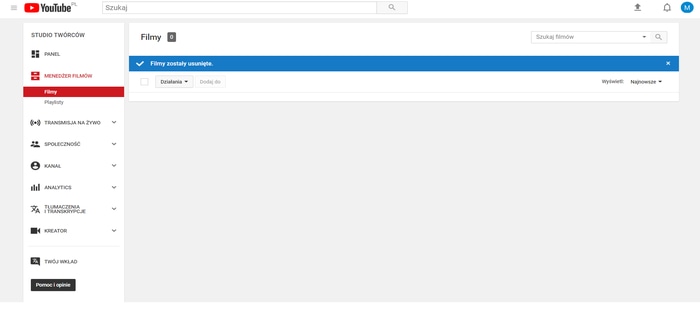 YouTube PL
Szukaj
M
STUDIO TWÓRCÓW
PANEL
MENEDŻER FILMÓW
Filmy
Playlisty
TRANSMISJA NA ŻYWO
SPOŁECZNOŚĆ
KANAŁ
ANALYTICS
TŁUMACZENIA
I TRANSKRYPCJE
KREATOR
TWÓJ WKŁAD
Pomoc i opinie
Filmy 0
Szukaj filmów
Filmy zostały usunięte.
Działania
Dodaj do
Wyświetl: Najnowsze